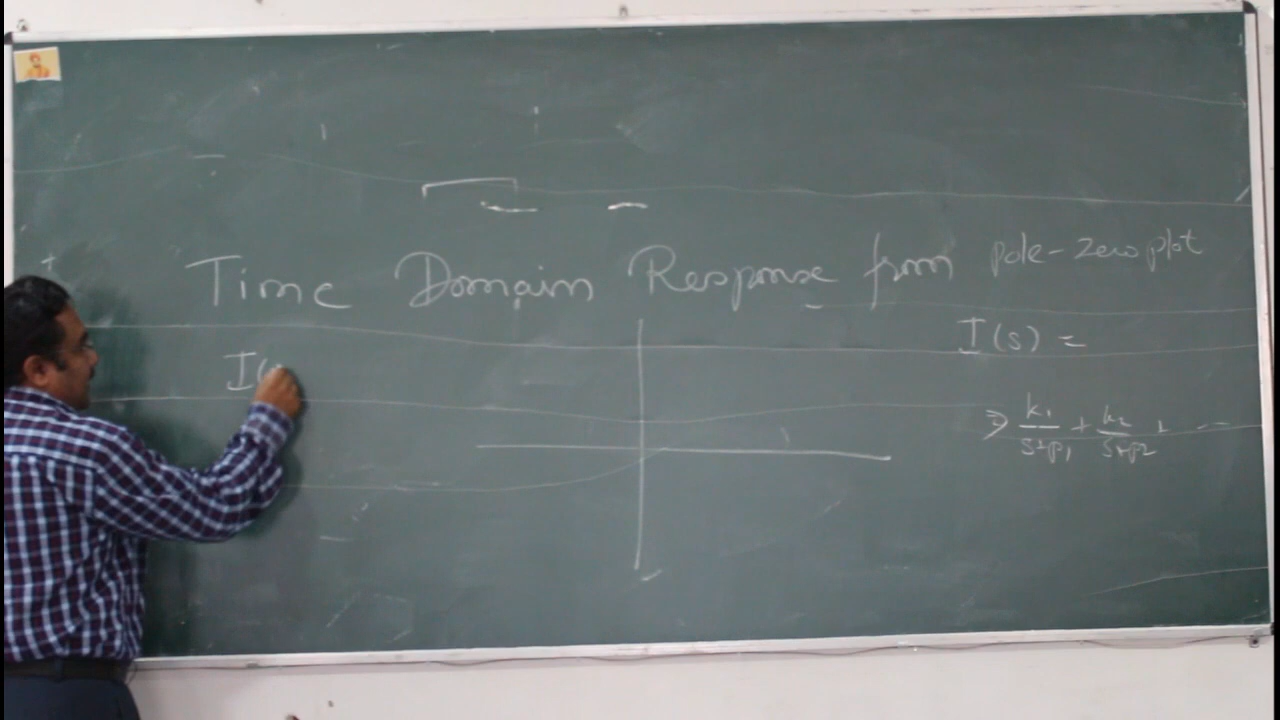 Time Domain Response from pole-zero plot
I(
I(s) =
⇒ k₁/s+p₁ + k₂/s+p₂ + ---